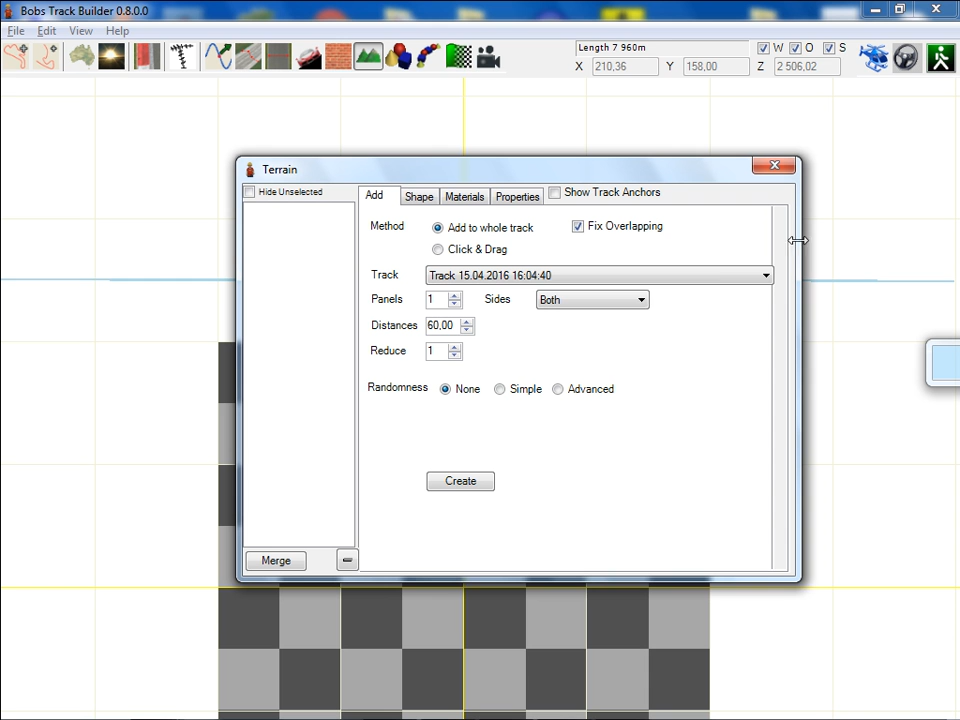 Bobs Track Builder 0.8.0.0
File Edit View Help
Length 7 960m
W O S
X 210,36 Y 158,00 Z 2 506,02
Terrain
Hide Unselected
Add Shape Materials Properties Show Track Anchors
Method Add to whole track Fix Overlapping
Click & Drag
Track Track 15.04.2016 16:04:40
Panels 1 Sides Both
Distances 60,00
Reduce 1
Randomness None Simple Advanced
Create
Merge